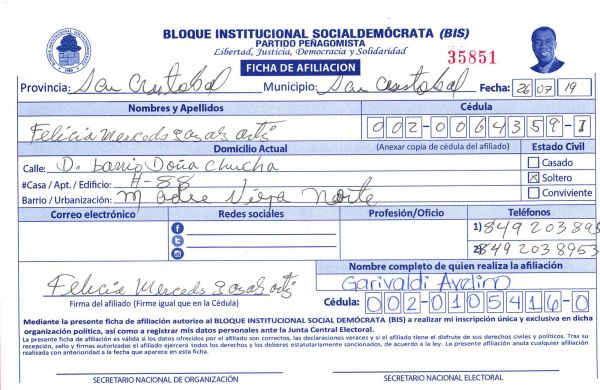 BLOQUE INSTITUCIONAL SOCIALDEMÓCRATA (BIS)
PARTIDO PEÑAGOMISTA
Libertad, Justicia, Democracia y Solidaridad
35851
FICHA DE AFILIACION
Provincia: San Cristobal Municipio: San Cristobal Fecha: 26 07 19
Nombres y Apellidos Cédula
Felicia Mercedes 002-0064359-1
Domicilio Actual (Anexar copia de cédula del afiliado) Estado Civil
Calle: D. barrio Doña Chucha Casado
#Casa / Apt. / Edificio: H-88 Soltero
Barrio / Urbanización: Madre Vieja Norte Conviviente
Correo electrónico Redes sociales Profesión/Oficio Teléfonos
1) 849 203 895
2) 849 203 8953
Nombre completo de quien realiza la afiliación
Felicia Mercedes Garivaldi Avelino
Firma del afiliado (Firme igual que en la Cédula) Cédula: 002-0105416-0
Mediante la presente ficha de afiliación autorizo al BLOQUE INSTITUCIONAL SOCIAL DEMÓCRATA (BIS) a realizar mi inscripción única y exclusiva en dicha
organización política, así como a registrar mis datos personales ante la Junta Central Electoral.
La presente ficha de afiliación es válida si los datos ofrecidos por el afiliado son correctos, las declaraciones veraces y si el afiliado tiene el disfrute de sus derechos civiles y políticos. Tras su
recepción, sello y firmas autorizadas el afiliado ejercerá todos los derechos y los deberes estatutariamente sancionados, de acuerdo a la ley. La presente afiliación anula cualquier afiliación
realizada con anterioridad a la fecha que aparece en esta ficha.
SECRETARIO NACIONAL DE ORGANIZACIÓN SECRETARIO NACIONAL ELECTORAL